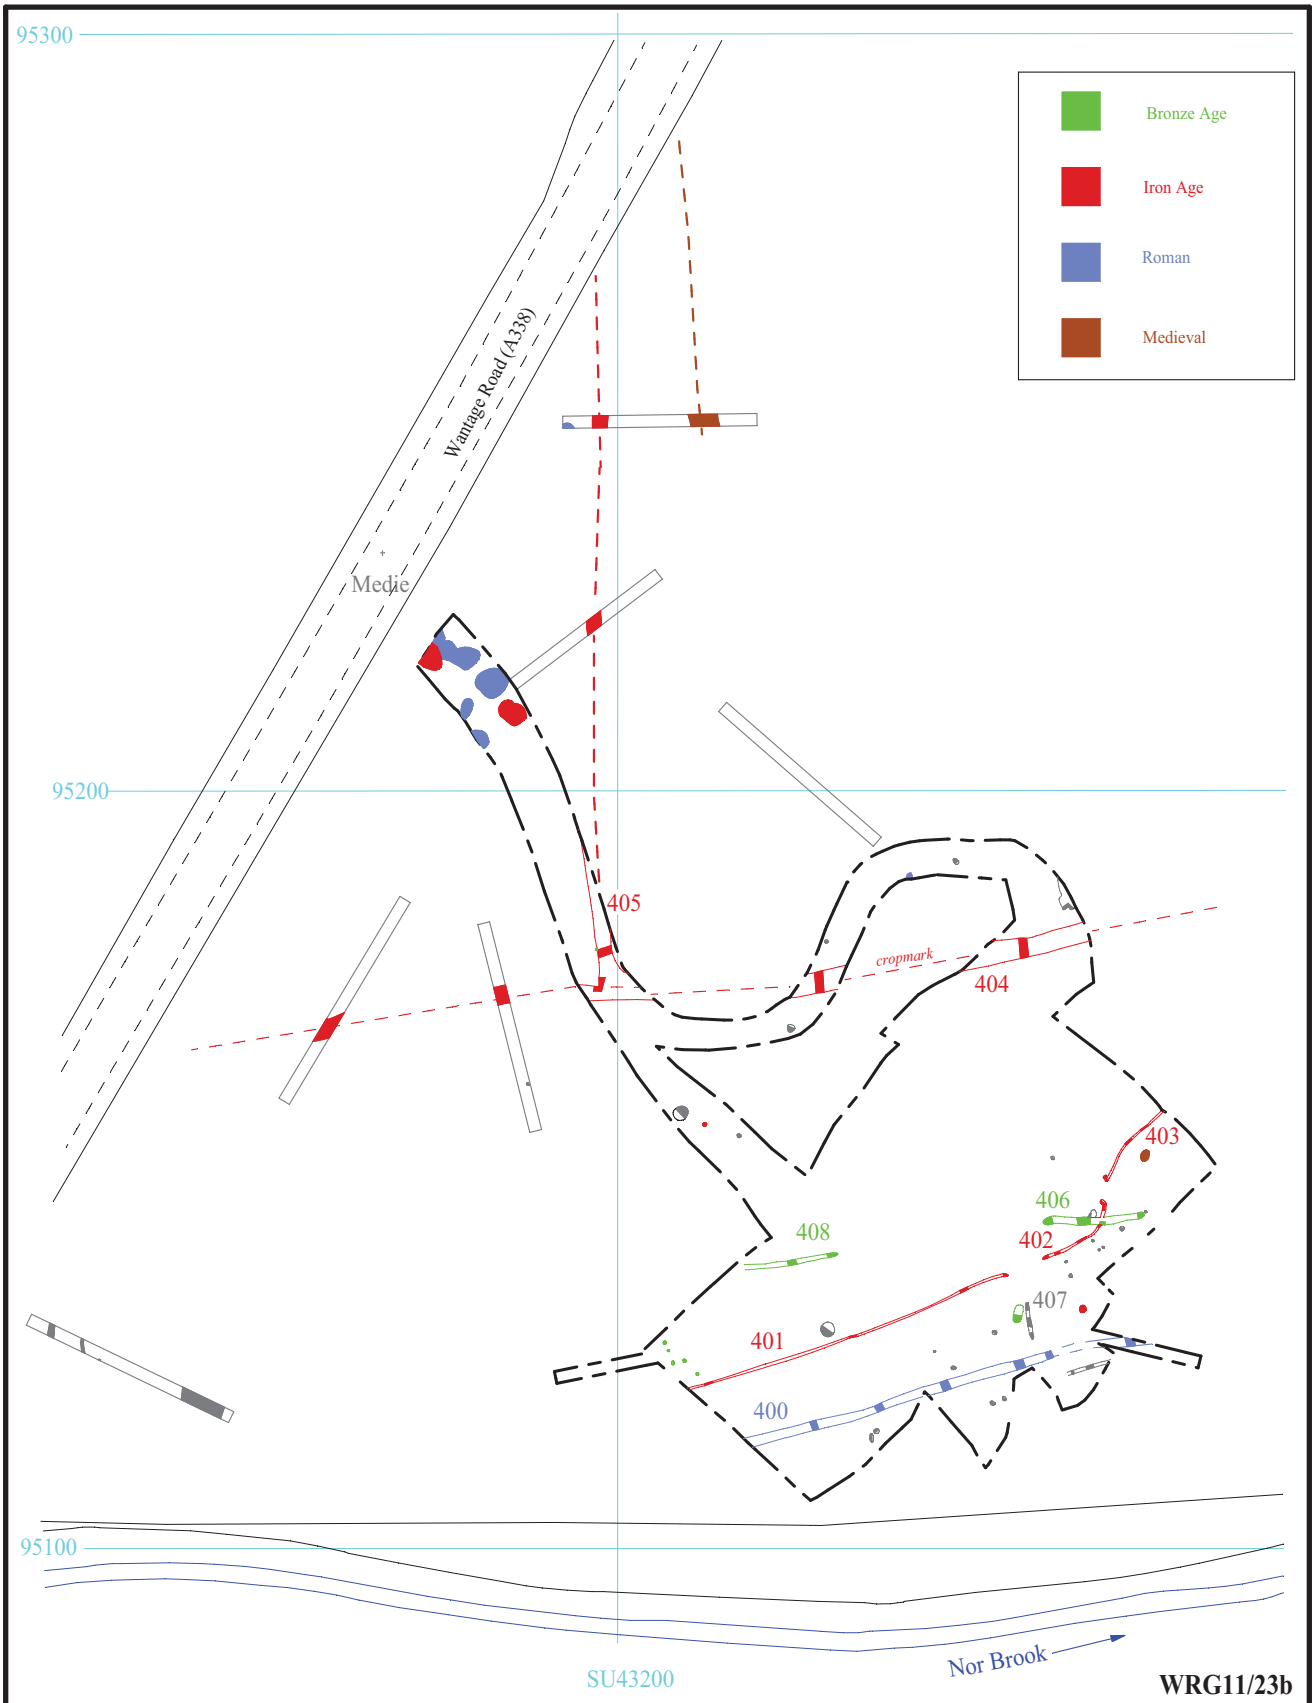 95300
Bronze Age
Iron Age
Roman
Medieval
Wantage Road (A338)
Medie
95200
405
cropmark
404
403
406
408
402
407
401
400
95100
Nor Brook
SU43200
WRG11/23b